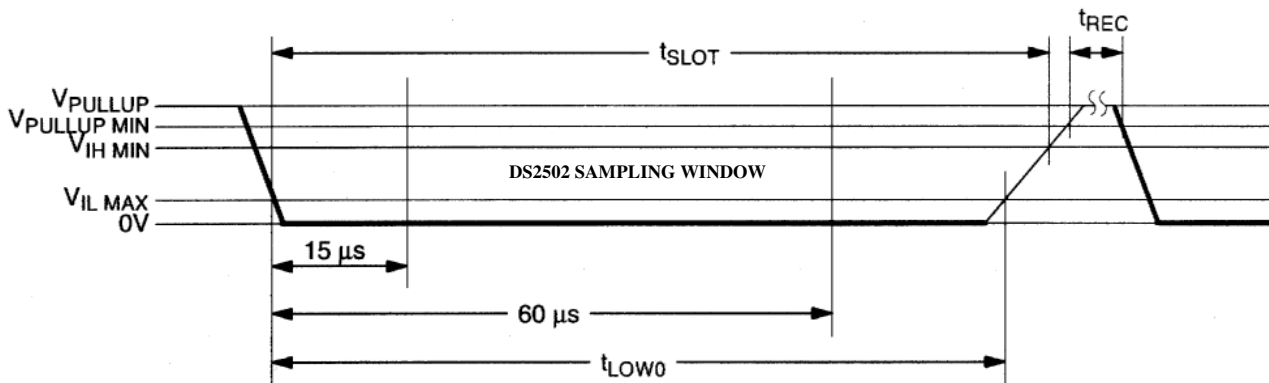 tREC
tSLOT
VPULLUP
VPULLUP MIN
VIH MIN
DS2502 SAMPLING WINDOW
VIL MAX
0V
15 μs
60 μs
tLOW0